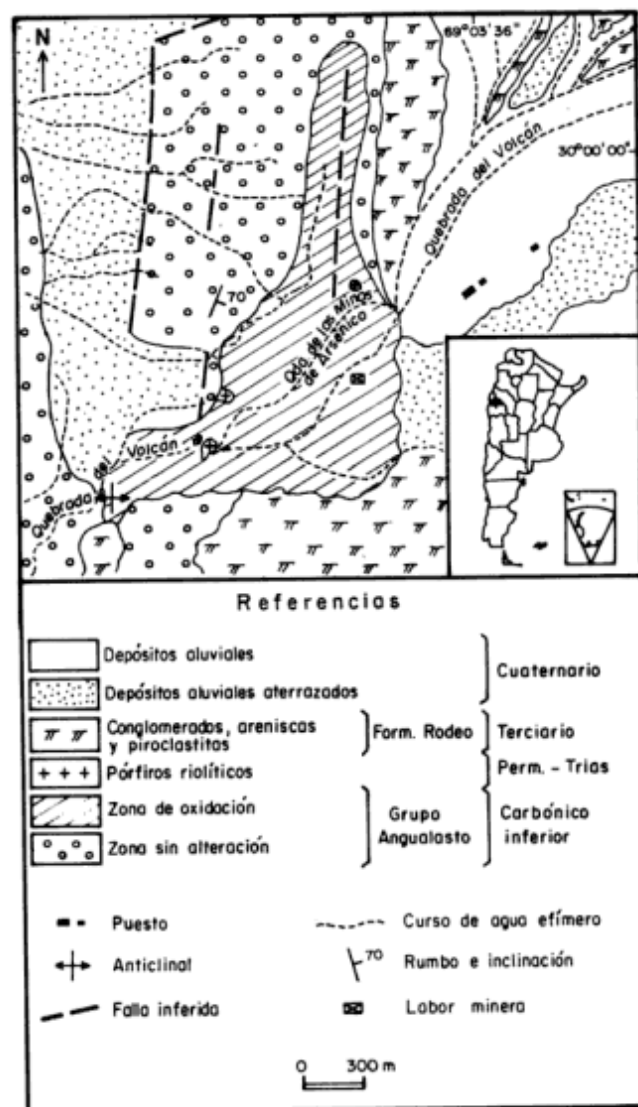 N
69° 03' 36"
30° 00' 00"
Quebrada del Volcán
70
Qda. de las Minas
de Arsénico
Quebrada del Volcán
Referencias
Depósitos aluviales
Depósitos aluviales aterrazados
Cuaternario
Conglomerados, areniscas
y piroclastitas
Form. Rodeo
Terciario
Pórfiros riolíticos
Perm. - Trias
Zona de oxidación
Zona sin alteración
Grupo
Angualasto
Carbónico
inferior
Puesto
Curso de agua efímero
Anticlinal
70
Rumbo e inclinación
Falla inferida
Labor minera
0 300 m